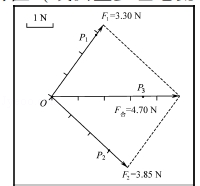 1 N
F₁=3.30 N
P₁
P₃
O
F合=4.70 N
P₂
F₂=3.85 N